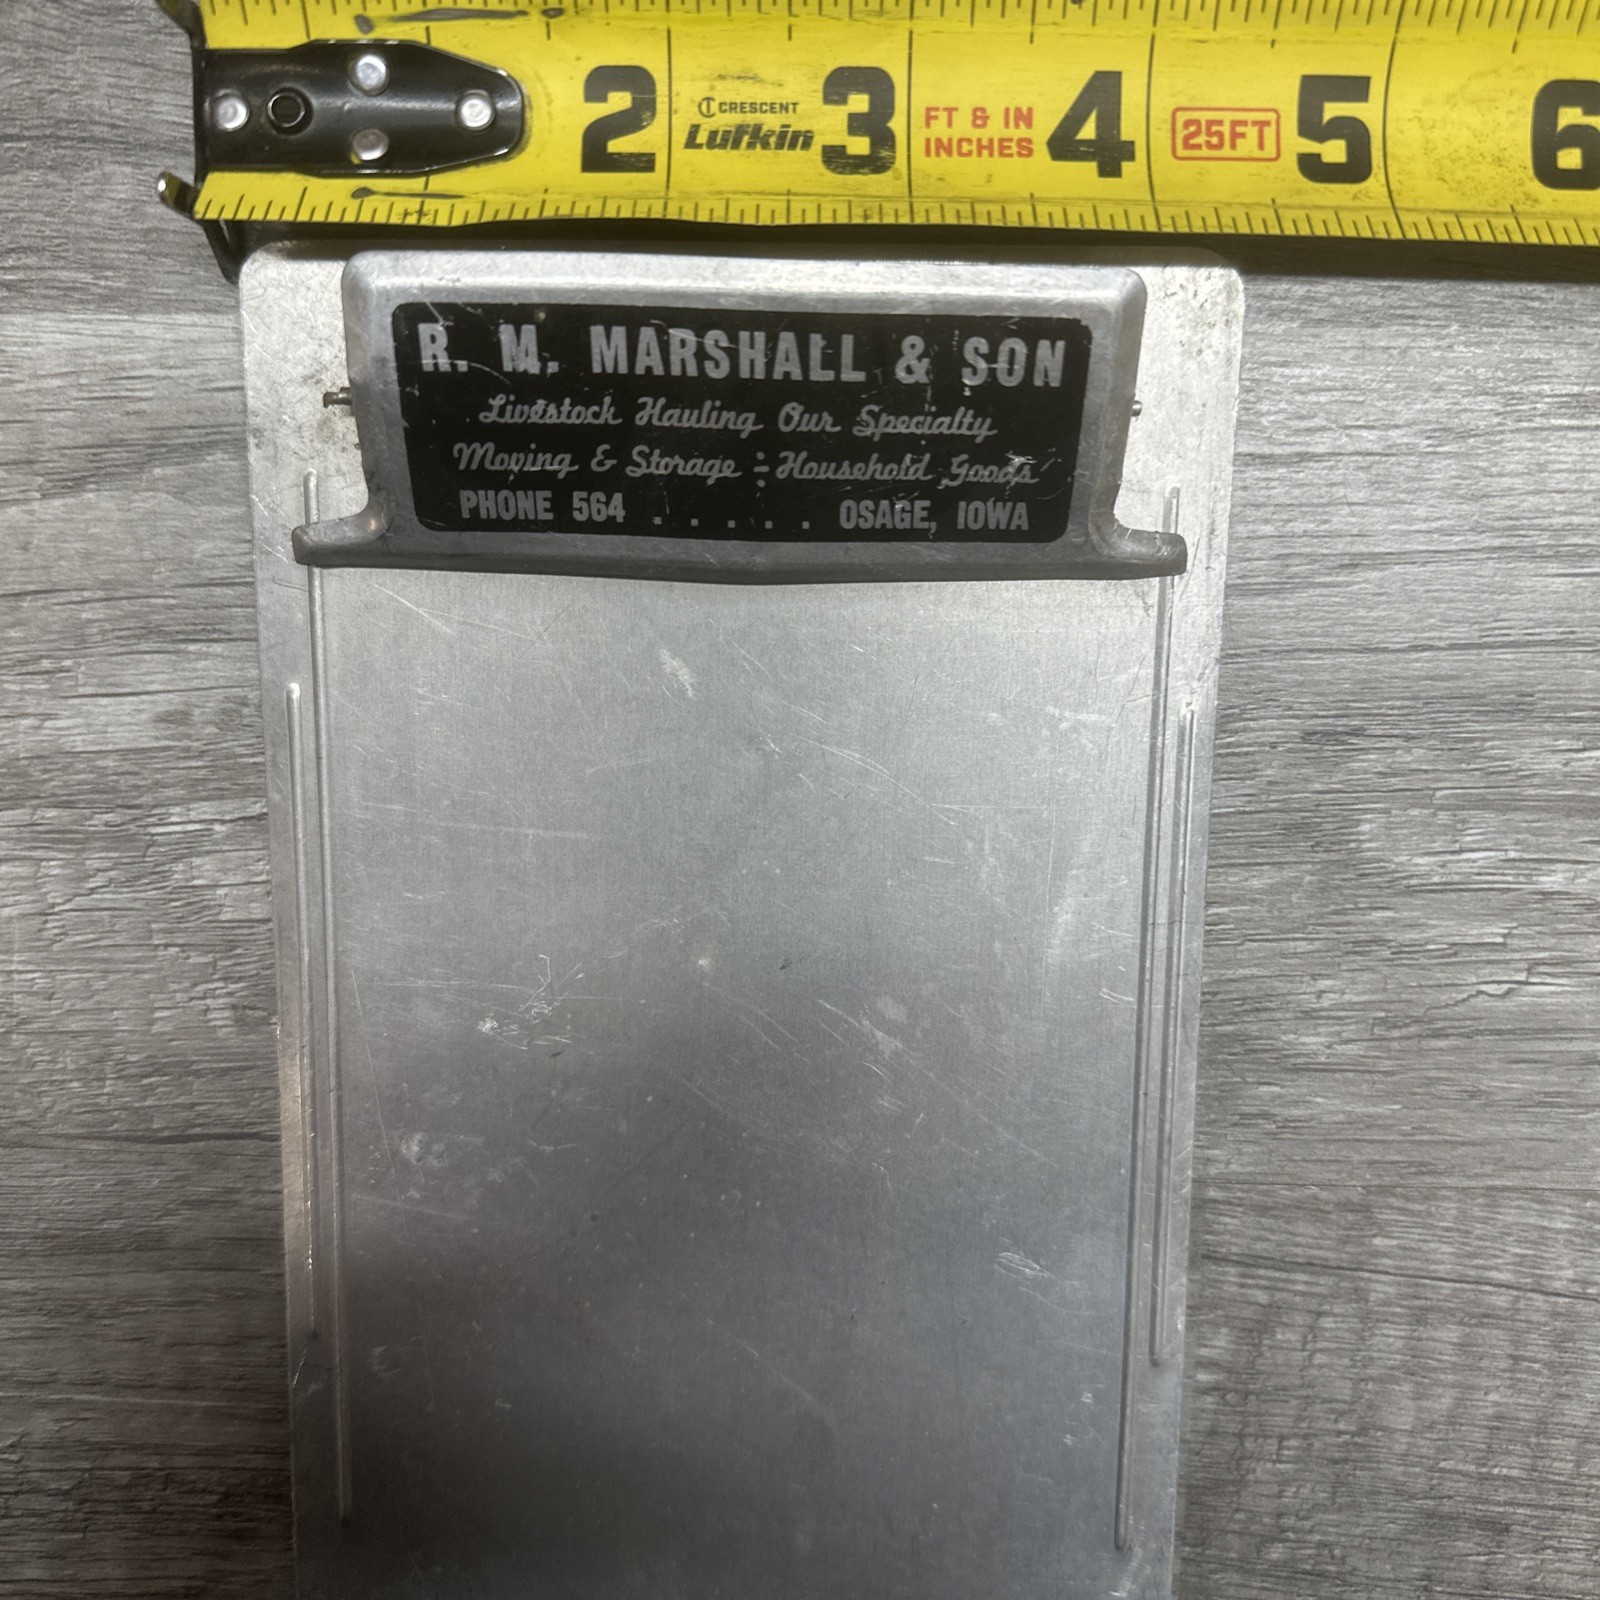 2 CRESCENT Lufkin 3 FT & IN INCHES 4 25FT 5 6
R. M. MARSHALL & SON
Livestock Hauling Our Specialty
Moving & Storage -:- Household Goods
PHONE 564 . . . . . OSAGE, IOWA